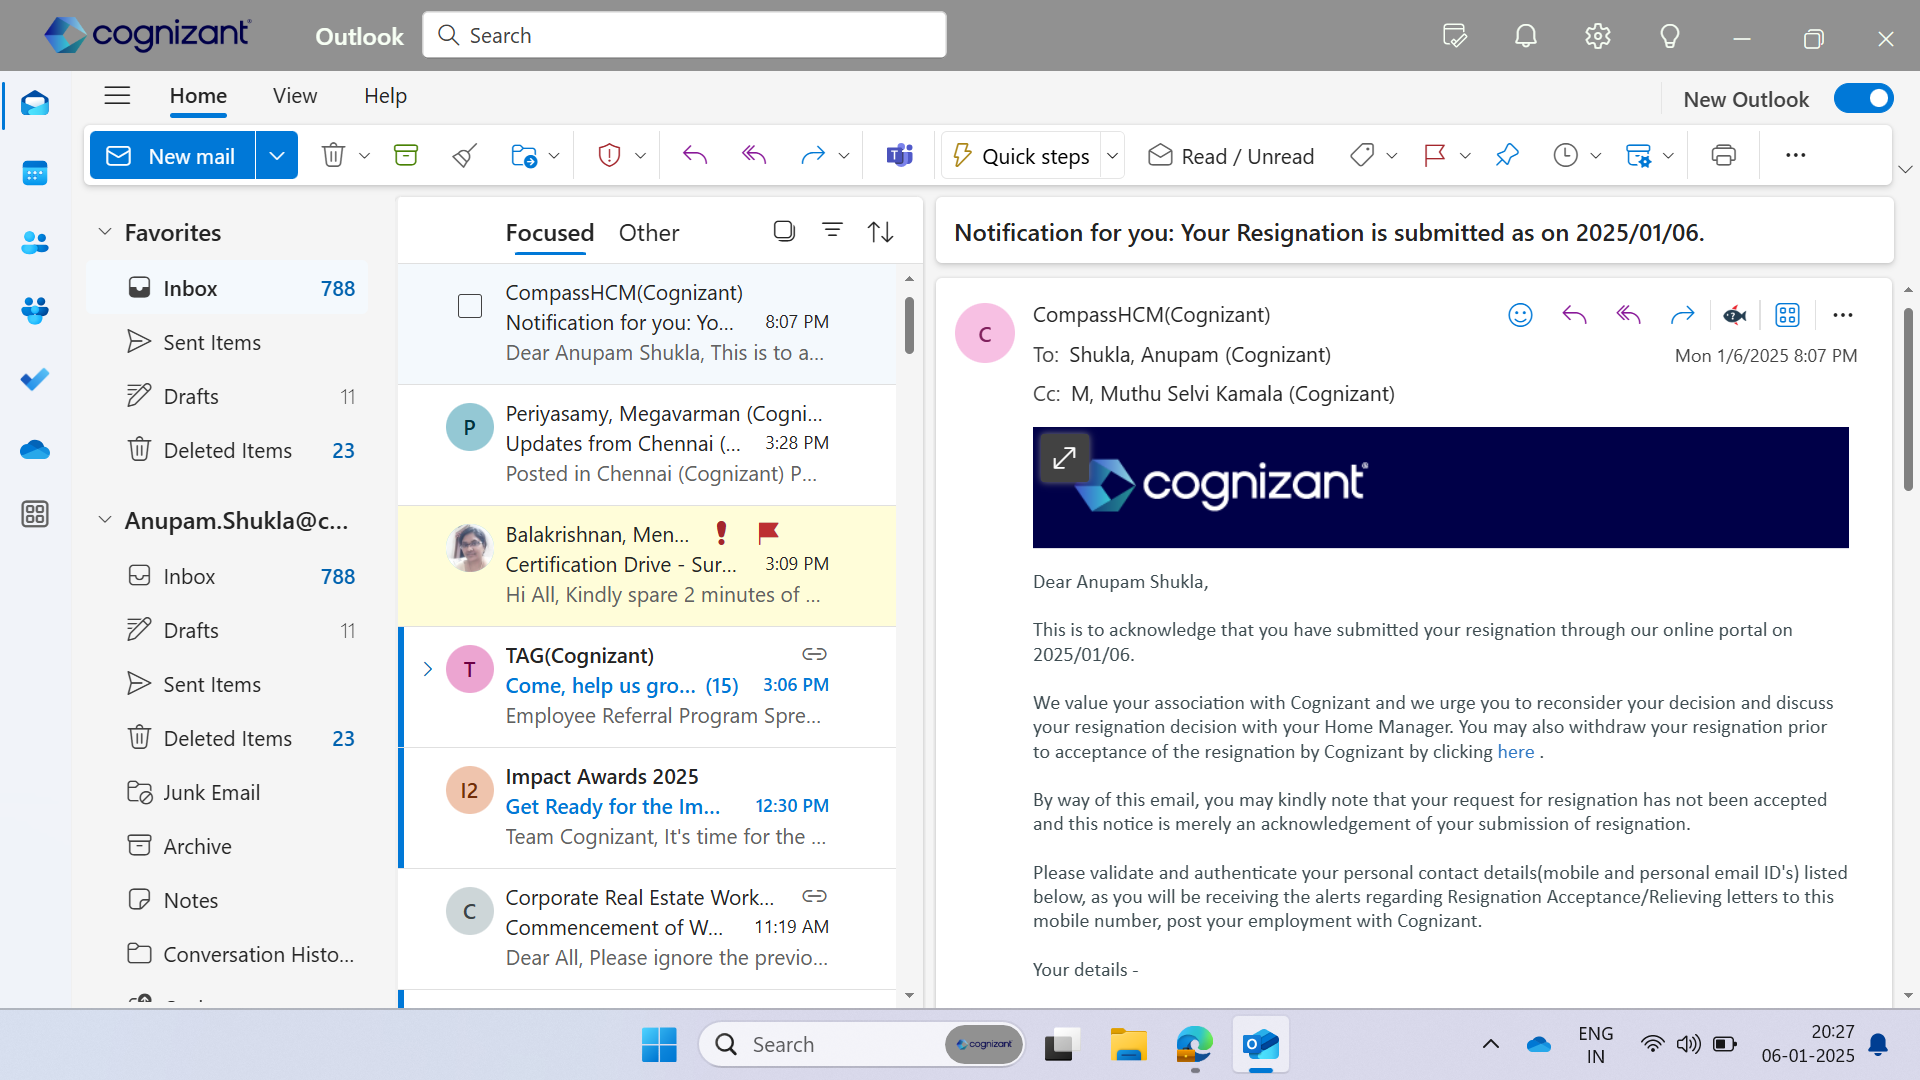 cognizant
Outlook
Search
Home
View
Help
New Outlook
New mail
Quick steps
Read / Unread
Favorites
Inbox 788
Sent Items
Drafts 11
Deleted Items 23
Anupam.Shukla@c...
Inbox 788
Drafts 11
Sent Items
Deleted Items 23
Junk Email
Archive
Notes
Conversation Histo...
Focused
Other
CompassHCM(Cognizant)
Notification for you: Yo... 8:07 PM
Dear Anupam Shukla, This is to a...
P
Periyasamy, Megavarman (Cogni...
Updates from Chennai (... 3:28 PM
Posted in Chennai (Cognizant) P...
Balakrishnan, Men...
Certification Drive - Sur... 3:09 PM
Hi All, Kindly spare 2 minutes of ...
T
TAG(Cognizant)
Come, help us gro... (15) 3:06 PM
Employee Referral Program Spre...
I2
Impact Awards 2025
Get Ready for the Im... 12:30 PM
Team Cognizant, It's time for the ...
C
Corporate Real Estate Work...
Commencement of W... 11:19 AM
Dear All, Please ignore the previo...
Notification for you: Your Resignation is submitted as on 2025/01/06.
C
CompassHCM(Cognizant)
To: Shukla, Anupam (Cognizant)
Mon 1/6/2025 8:07 PM
Cc: M, Muthu Selvi Kamala (Cognizant)
cognizant
Dear Anupam Shukla,
This is to acknowledge that you have submitted your resignation through our online portal on
2025/01/06.
We value your association with Cognizant and we urge you to reconsider your decision and discuss
your resignation decision with your Home Manager. You may also withdraw your resignation prior
to acceptance of the resignation by Cognizant by clicking here .
By way of this email, you may kindly note that your request for resignation has not been accepted
and this notice is merely an acknowledgement of your submission of resignation.
Please validate and authenticate your personal contact details(mobile and personal email ID's) listed
below, as you will be receiving the alerts regarding Resignation Acceptance/Relieving letters to this
mobile number, post your employment with Cognizant.
Your details -
Search
cognizant
ENG
IN
20:27
06-01-2025